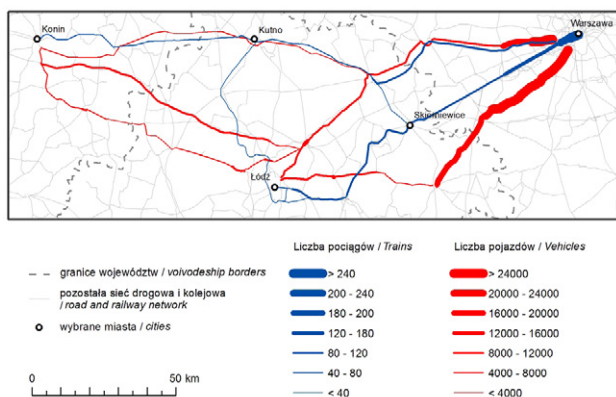 Konin
Kutno
Warszawa
Skierniewice
Łódź
Liczba pociągów / Trains
Liczba pojazdów / Vehicles
granice województw / voivodeship borders
pozostała sieć drogowa i kolejowa
/ road and railway network
wybrane miasta / cities
> 240
200 - 240
180 - 200
120 - 180
80 - 120
40 - 80
< 40
> 24000
20000 - 24000
16000 - 20000
12000 - 16000
8000 - 12000
4000 - 8000
< 4000
0 50 km